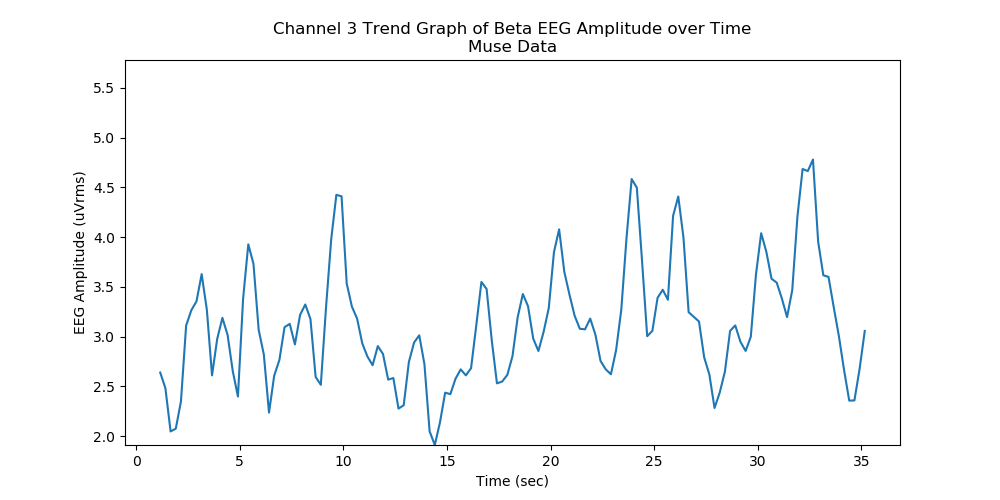 Channel 3 Trend Graph of Beta EEG Amplitude over Time
Muse Data
EEG Amplitude (uVrms)
5.5
5.0
4.5
4.0
3.5
3.0
2.5
2.0
0 5 10 15 20 25 30 35
Time (sec)